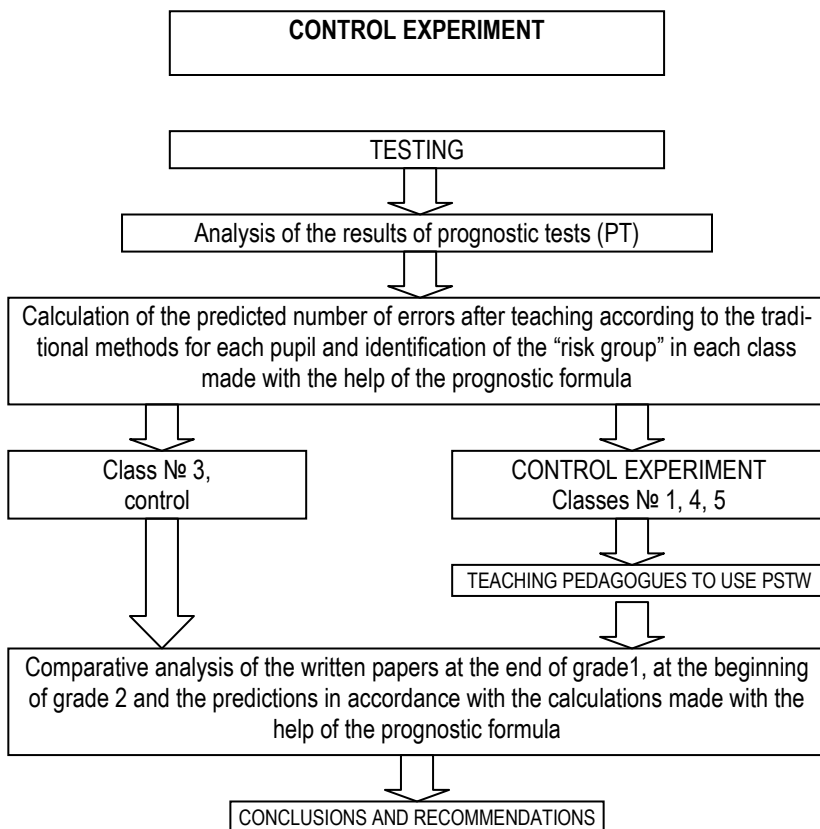 CONTROL EXPERIMENT
TESTING
Analysis of the results of prognostic tests (PT)
Calculation of the predicted number of errors after teaching according to the tradi-
tional methods for each pupil and identification of the “risk group” in each class
made with the help of the prognostic formula
Class № 3,
control
CONTROL EXPERIMENT
Classes № 1, 4, 5
TEACHING PEDAGOGUES TO USE PSTW
Comparative analysis of the written papers at the end of grade1, at the beginning
of grade 2 and the predictions in accordance with the calculations made with the
help of the prognostic formula
CONCLUSIONS AND RECOMMENDATIONS